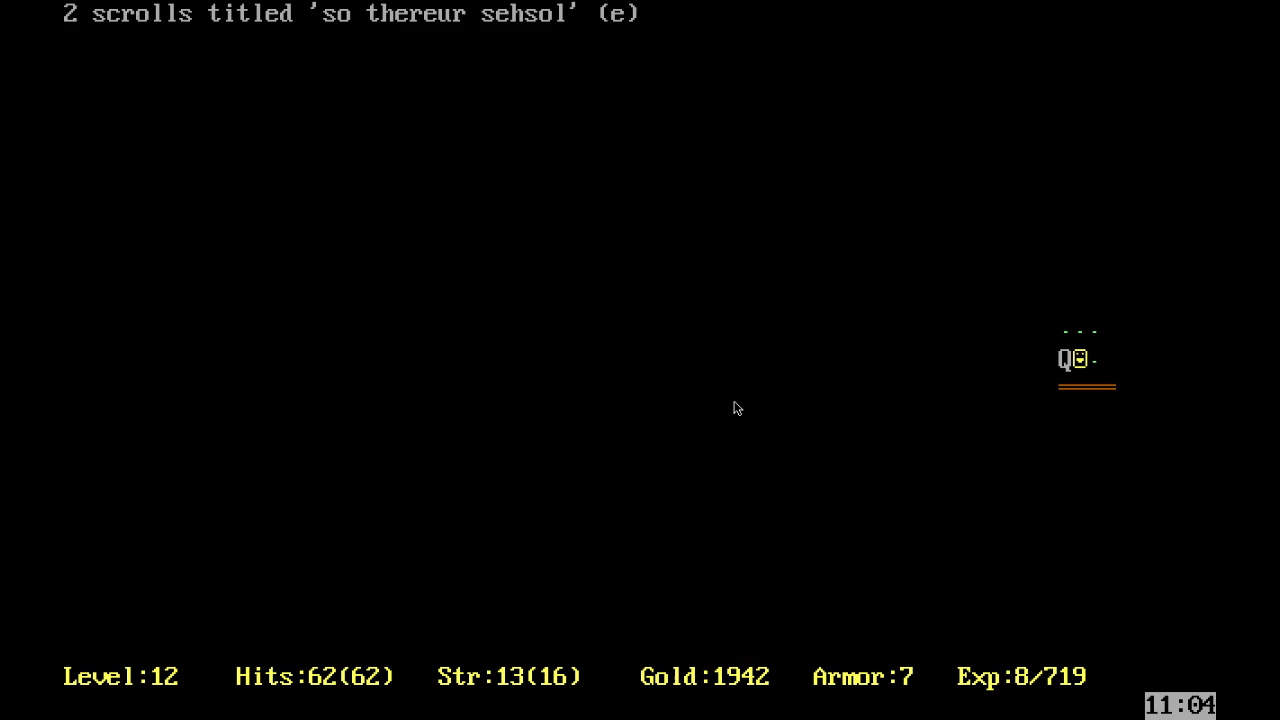 2 scrolls titled 'so thereur sehsol' (e)
Q
Level:12 Hits:62(62) Str:13(16) Gold:1942 Armor:7 Exp:8/719
11:04